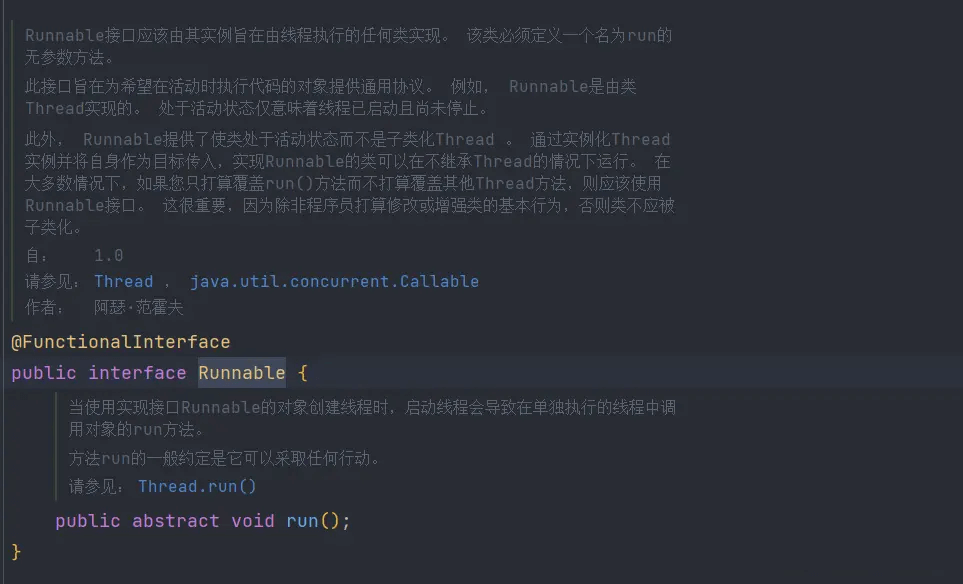 Runnable接口应该由其实例旨在由线程执行的任何类实现。 该类必须定义一个名为run的
无参数方法。
此接口旨在为希望在活动时执行代码的对象提供通用协议。 例如， Runnable是由类
Thread实现的。 处于活动状态仅意味着线程已启动且尚未停止。
此外， Runnable提供了使类处于活动状态而不是子类化Thread 。 通过实例化Thread
实例并将自身作为目标传入，实现Runnable的类可以在不继承Thread的情况下运行。 在
大多数情况下，如果您只打算覆盖run()方法而不打算覆盖其他Thread方法，则应该使用
Runnable接口。 这很重要，因为除非程序员打算修改或增强类的基本行为，否则类不应被
子类化。
自： 1.0
请参见： Thread ， java.util.concurrent.Callable
作者： 阿瑟·范霍夫
@FunctionalInterface
public interface Runnable {
当使用实现接口Runnable的对象创建线程时，启动线程会导致在单独执行的线程中调
用对象的run方法。
方法run的一般约定是它可以采取任何行动。
请参见： Thread.run()
public abstract void run();
}